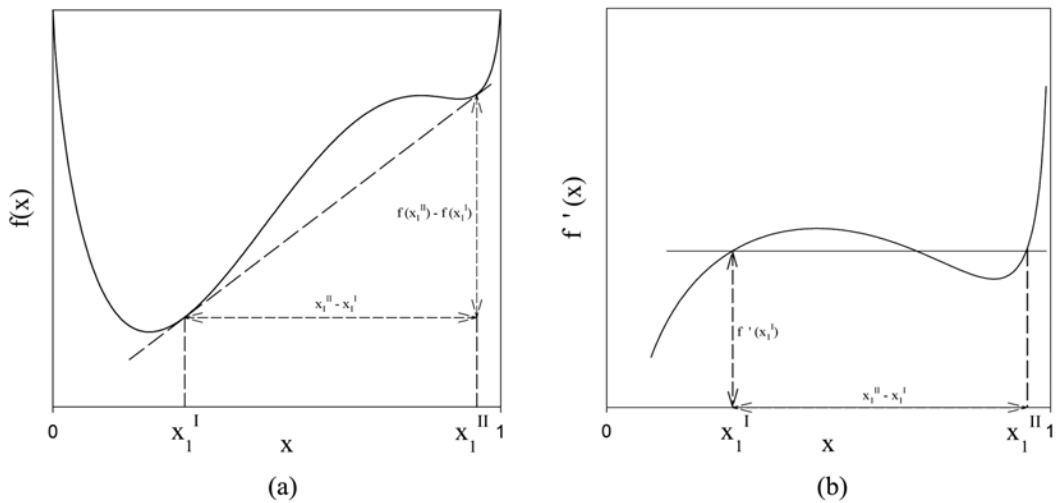 f(x)
f(x₁ᴵᴵ) - f(x₁ᴵ)
x₁ᴵᴵ - x₁ᴵ
0
x₁ᴵ
x
x₁ᴵᴵ
1
(a)
f '(x)
f '(x₁ᴵ)
x₁ᴵᴵ - x₁ᴵ
0
x₁ᴵ
x
x₁ᴵᴵ
1
(b)